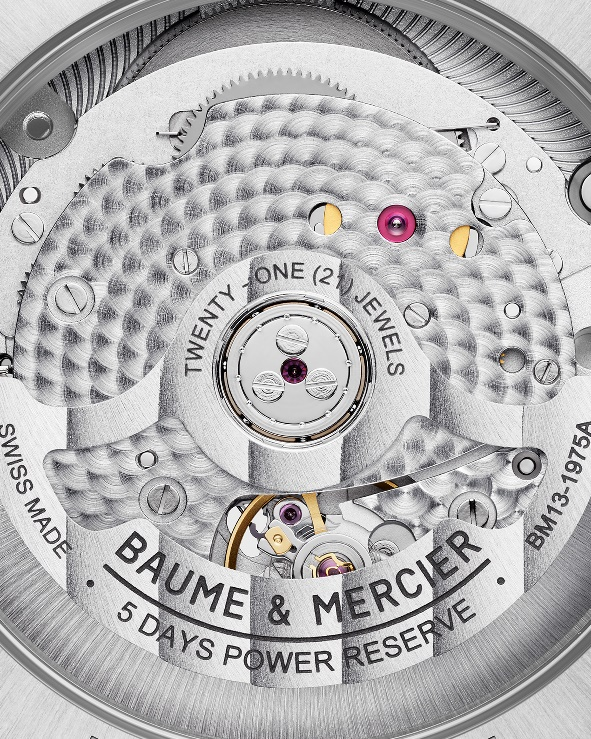 TWENTY - ONE (21) JEWELS
SWISS MADE
BM13-1975A
BAUME & MERCIER
5 DAYS POWER RESERVE